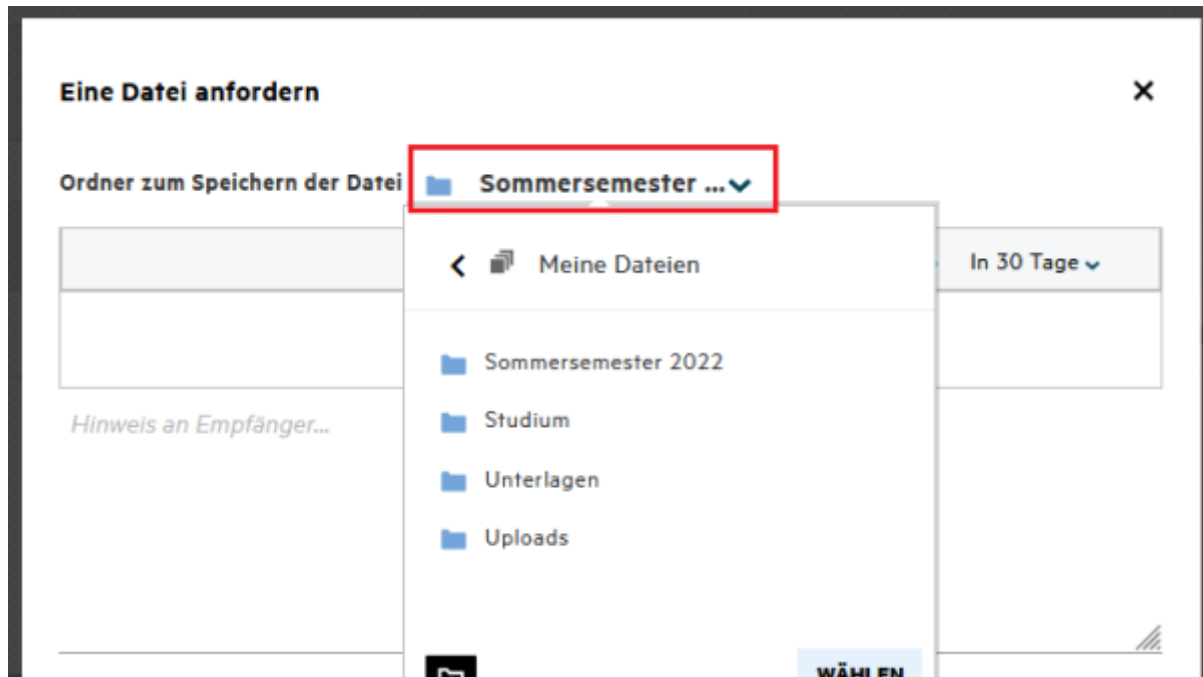 Eine Datei anfordern
Ordner zum Speichern der Datei Sommersemester ...
Meine Dateien In 30 Tage
Sommersemester 2022
Hinweis an Empfänger...
Studium
Unterlagen
Uploads
WÄHLEN